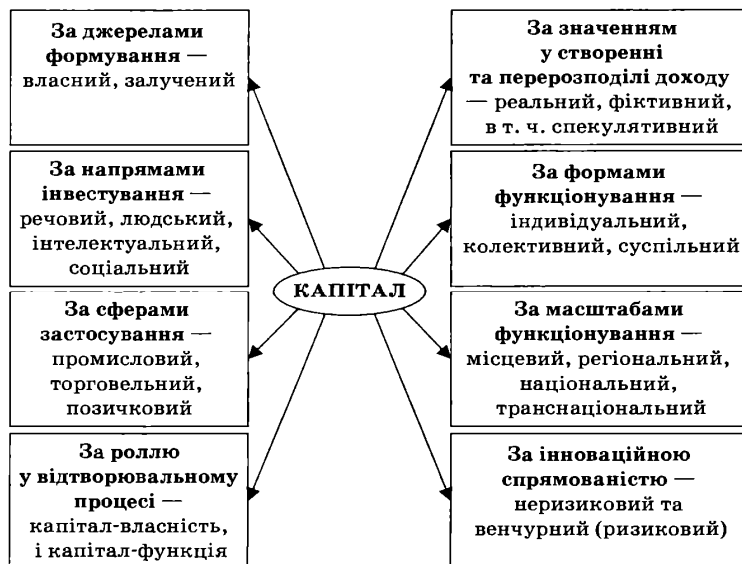 За джерелами
формування —
власний, залучений
За значенням
у створенні
та перерозподілі доходу
— реальний, фіктивний,
в т. ч. спекулятивний
За напрямами
інвестування —
речовий, людський,
інтелектуальний,
соціальний
За формами
функціонування —
індивідуальний,
колективний, суспільний
КАПІТАЛ
За сферами
застосування —
промисловий,
торговельний,
позичковий
За масштабами
функціонування —
місцевий, регіональний,
національний,
транснаціональний
За роллю
у відтворювальному
процесі —
капітал-власність,
і капітал-функція
За інноваційною
спрямованістю —
неризиковий та
венчурний (ризиковий)